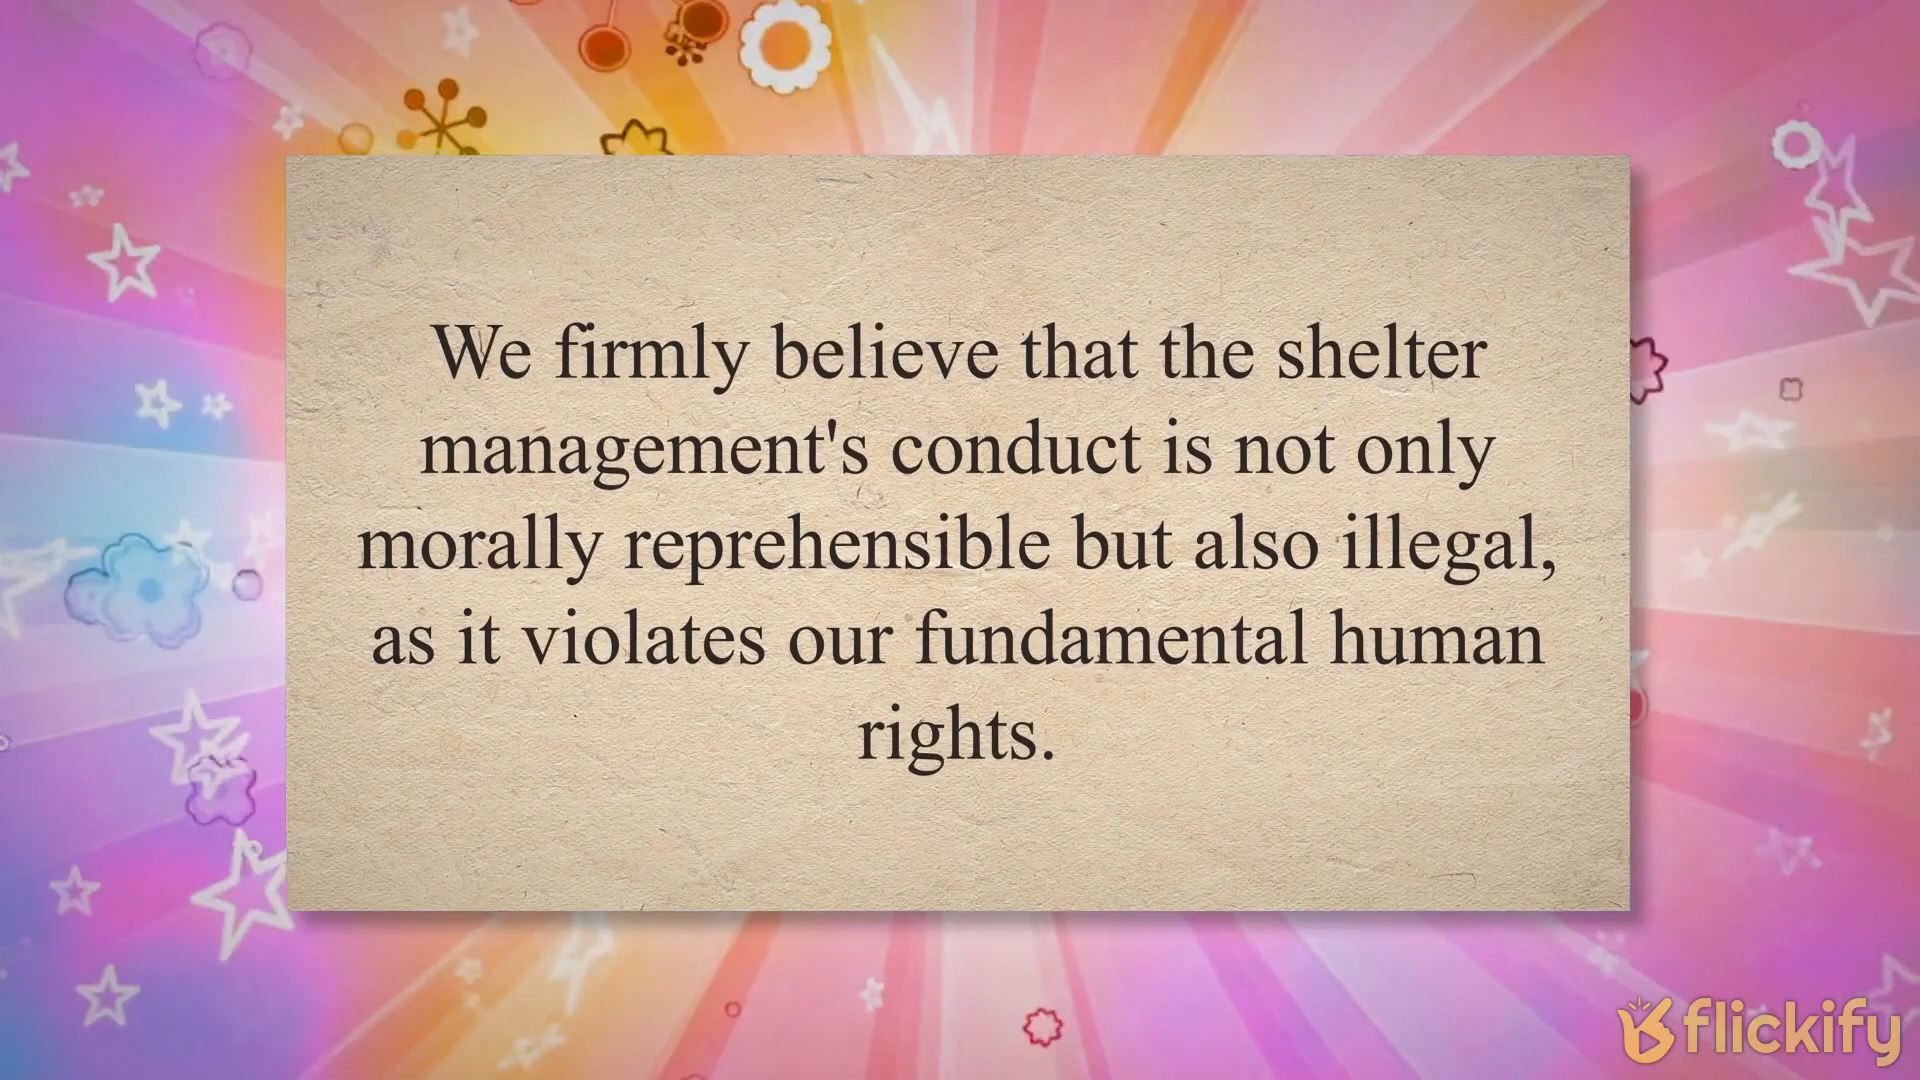 We firmly believe that the shelter
management's conduct is not only
morally reprehensible but also illegal,
as it violates our fundamental human
rights.
flickify